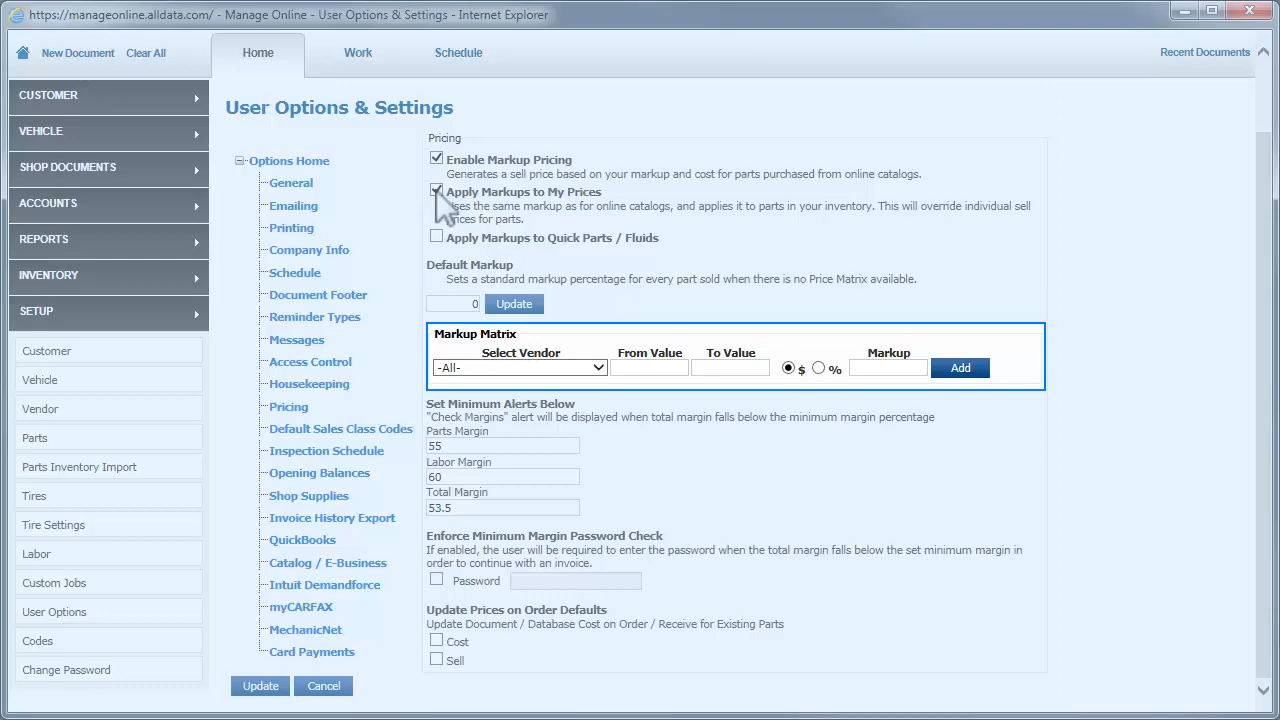 https://manageonline.alldata.com/ - Manage Online - User Options & Settings - Internet Explorer
New Document Clear All Home Work Schedule Recent Documents
CUSTOMER
VEHICLE
SHOP DOCUMENTS
ACCOUNTS
REPORTS
INVENTORY
SETUP
Customer
Vehicle
Vendor
Parts
Parts Inventory Import
Tires
Tire Settings
Labor
Custom Jobs
User Options
Codes
Change Password
User Options & Settings
Options Home
General
Emailing
Printing
Company Info
Schedule
Document Footer
Reminder Types
Messages
Access Control
Housekeeping
Pricing
Default Sales Class Codes
Inspection Schedule
Opening Balances
Shop Supplies
Invoice History Export
QuickBooks
Catalog / E-Business
Intuit Demandforce
myCARFAX
MechanicNet
Card Payments
Pricing
Enable Markup Pricing
Generates a sell price based on your markup and cost for parts purchased from online catalogs.
Apply Markups to My Prices
the same markup as for online catalogs, and applies it to parts in your inventory. This will override individual sell
for parts.
Apply Markups to Quick Parts / Fluids
Default Markup
Sets a standard markup percentage for every part sold when there is no Price Matrix available.
0 Update
Markup Matrix
Select Vendor From Value To Value Markup
-All- $ % Add
Set Minimum Alerts Below
"Check Margins" alert will be displayed when total margin falls below the minimum margin percentage
Parts Margin
55
Labor Margin
60
Total Margin
53.5
Enforce Minimum Margin Password Check
If enabled, the user will be required to enter the password when the total margin falls below the set minimum margin in
order to continue with an invoice.
Password
Update Prices on Order Defaults
Update Document / Database Cost on Order / Receive for Existing Parts
Cost
Sell
Update Cancel